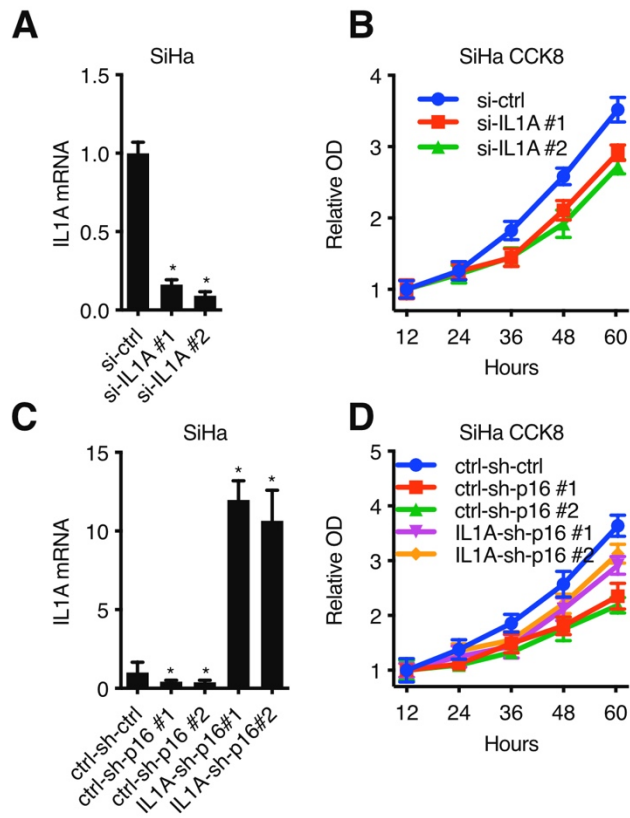 A
SiHa
IL1A mRNA
1.5
1.0
0.5
0.0
*
*
si-ctrl
si-IL1A #1
si-IL1A #2
B
SiHa CCK8
Relative OD
4
3
2
1
si-ctrl
si-IL1A #1
si-IL1A #2
12 24 36 48 60
Hours
C
SiHa
IL1A mRNA
15
10
5
0
*
*
*
*
ctrl-sh-ctrl
ctrl-sh-p16 #1
ctrl-sh-p16 #2
IL1A-sh-p16#1
IL1A-sh-p16#2
D
SiHa CCK8
Relative OD
5
4
3
2
1
ctrl-sh-ctrl
ctrl-sh-p16 #1
ctrl-sh-p16 #2
IL1A-sh-p16 #1
IL1A-sh-p16 #2
12 24 36 48 60
Hours